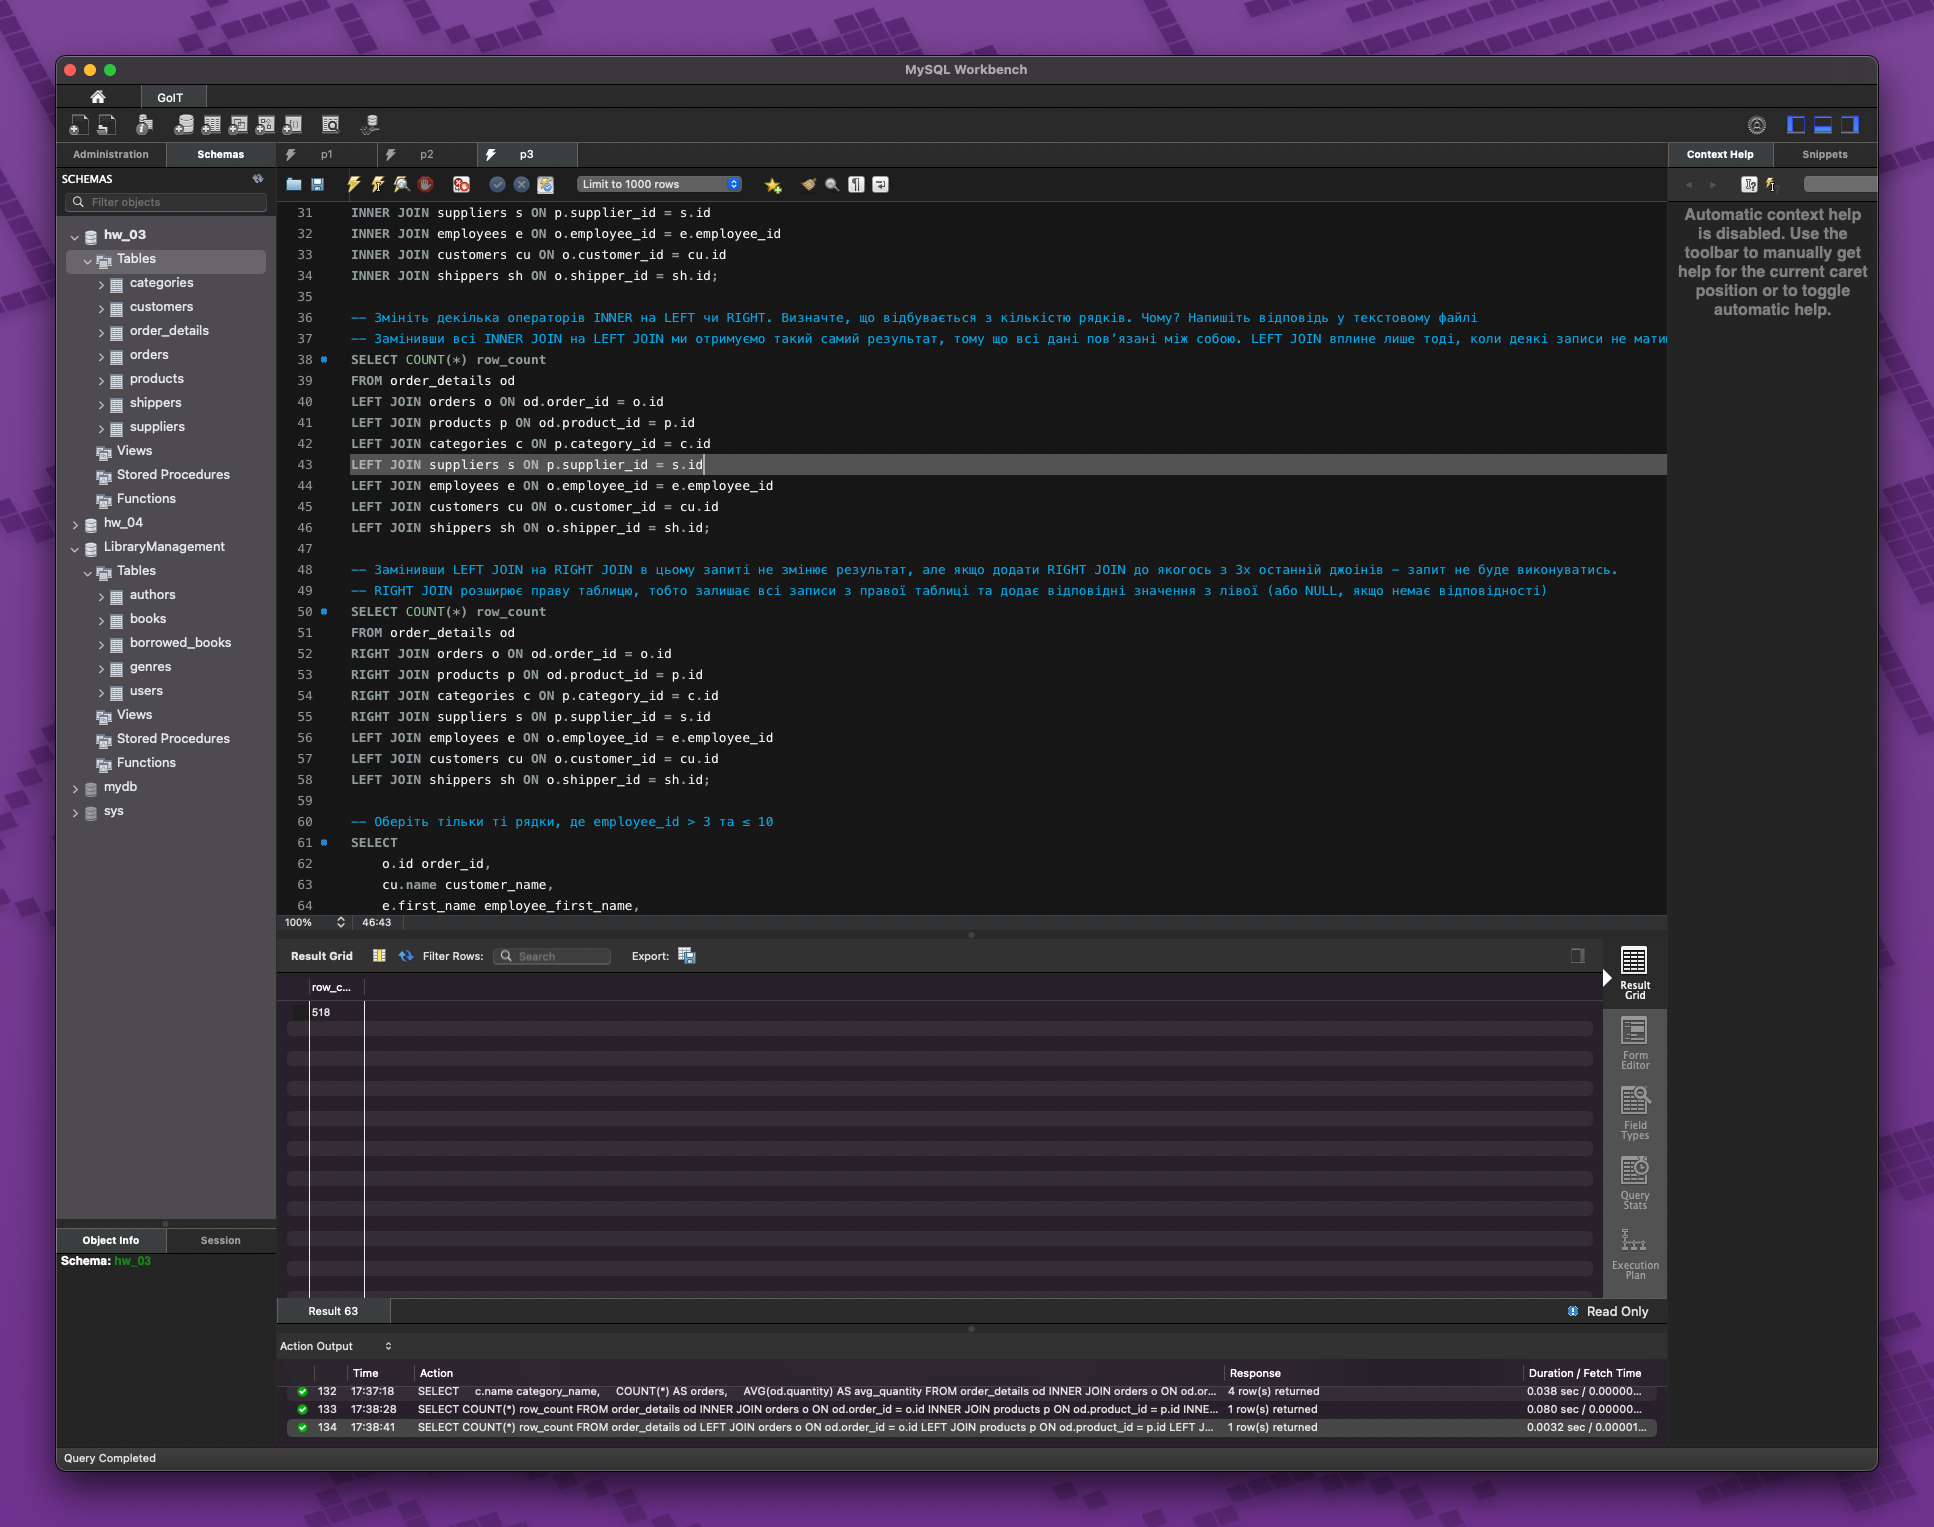 MySQL Workbench
GoIT
Administration
Schemas
p1
p2
p3
Context Help
Snippets
SCHEMAS
Filter objects
Limit to 1000 rows
hw_03
Tables
categories
customers
order_details
orders
products
shippers
suppliers
Views
Stored Procedures
Functions
hw_04
LibraryManagement
Tables
authors
books
borrowed_books
genres
users
Views
Stored Procedures
Functions
mydb
sys
31 INNER JOIN suppliers s ON p.supplier_id = s.id
32 INNER JOIN employees e ON o.employee_id = e.employee_id
33 INNER JOIN customers cu ON o.customer_id = cu.id
34 INNER JOIN shippers sh ON o.shipper_id = sh.id;
35
36 -- Змініть декілька операторів INNER на LEFT чи RIGHT. Визначте, що відбувається з кількістю рядків. Чому? Напишіть відповідь у текстовому файлі
37 -- Замінивши всі INNER JOIN на LEFT JOIN ми отримуємо такий самий результат, тому що всі дані пов’язані між собою. LEFT JOIN вплине лише тоді, коли деякі записи не мати
38 SELECT COUNT(*) row_count
39 FROM order_details od
40 LEFT JOIN orders o ON od.order_id = o.id
41 LEFT JOIN products p ON od.product_id = p.id
42 LEFT JOIN categories c ON p.category_id = c.id
43 LEFT JOIN suppliers s ON p.supplier_id = s.id
44 LEFT JOIN employees e ON o.employee_id = e.employee_id
45 LEFT JOIN customers cu ON o.customer_id = cu.id
46 LEFT JOIN shippers sh ON o.shipper_id = sh.id;
47
48 -- Замінивши LEFT JOIN на RIGHT JOIN в цьому запиті не змінює результат, але якщо додати RIGHT JOIN до якогось з 3х останній джоінів - запит не буде виконуватись.
49 -- RIGHT JOIN розширює праву таблицю, тобто залишає всі записи з правої таблиці та додає відповідні значення з лівої (або NULL, якщо немає відповідності)
50 SELECT COUNT(*) row_count
51 FROM order_details od
52 RIGHT JOIN orders o ON od.order_id = o.id
53 RIGHT JOIN products p ON od.product_id = p.id
54 RIGHT JOIN categories c ON p.category_id = c.id
55 RIGHT JOIN suppliers s ON p.supplier_id = s.id
56 LEFT JOIN employees e ON o.employee_id = e.employee_id
57 LEFT JOIN customers cu ON o.customer_id = cu.id
58 LEFT JOIN shippers sh ON o.shipper_id = sh.id;
59
60 -- Оберіть тільки ті рядки, де employee_id > 3 та ≤ 10
61 SELECT
62 o.id order_id,
63 cu.name customer_name,
64 e.first_name employee_first_name,
100%
46:43
Automatic context help
is disabled. Use the
toolbar to manually get
help for the current caret
position or to toggle
automatic help.
Result Grid
Filter Rows:
Search
Export:
row_c...
518
Result
Grid
Form
Editor
Field
Types
Query
Stats
Execution
Plan
Object Info
Session
Schema: hw_03
Result 63
Read Only
Action Output
Time Action Response Duration / Fetch Time
132 17:37:18 SELECT c.name category_name, COUNT(*) AS orders, AVG(od.quantity) AS avg_quantity FROM order_details od INNER JOIN orders o ON od.or... 4 row(s) returned 0.038 sec / 0.00000...
133 17:38:28 SELECT COUNT(*) row_count FROM order_details od INNER JOIN orders o ON od.order_id = o.id INNER JOIN products p ON od.product_id = p.id INNE... 1 row(s) returned 0.080 sec / 0.00000...
134 17:38:41 SELECT COUNT(*) row_count FROM order_details od LEFT JOIN orders o ON od.order_id = o.id LEFT JOIN products p ON od.product_id = p.id LEFT J... 1 row(s) returned 0.0032 sec / 0.00001...
Query Completed